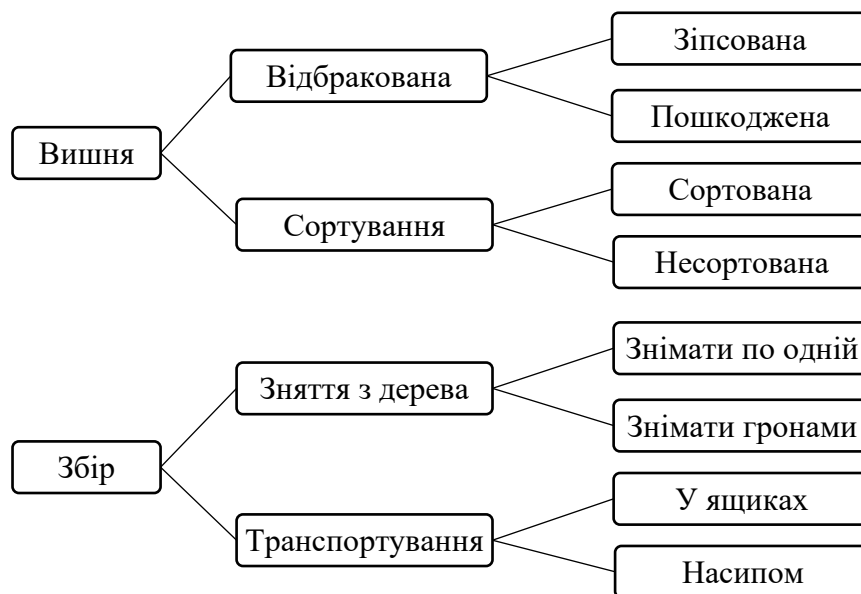 Вишня
Відбракована
Зіпсована
Пошкоджена
Сортування
Сортована
Несортована
Збір
Зняття з дерева
Знімати по одній
Знімати гронами
Транспортування
У ящиках
Насипом